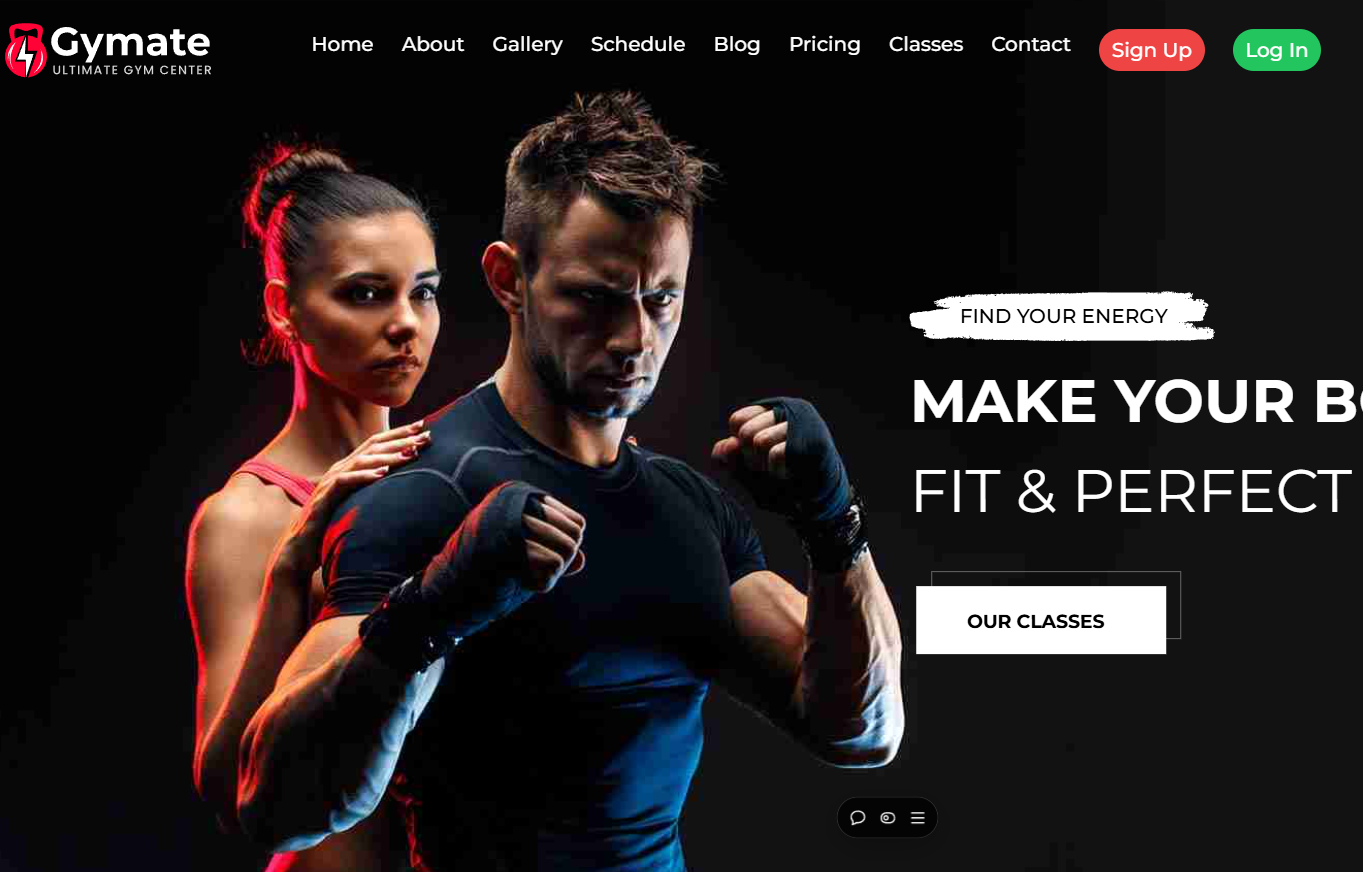 Gymate
ULTIMATE GYM CENTER
Home About Gallery Schedule Blog Pricing Classes Contact Sign Up Log In
FIND YOUR ENERGY
MAKE YOUR
FIT & PERFECT
OUR CLASSES